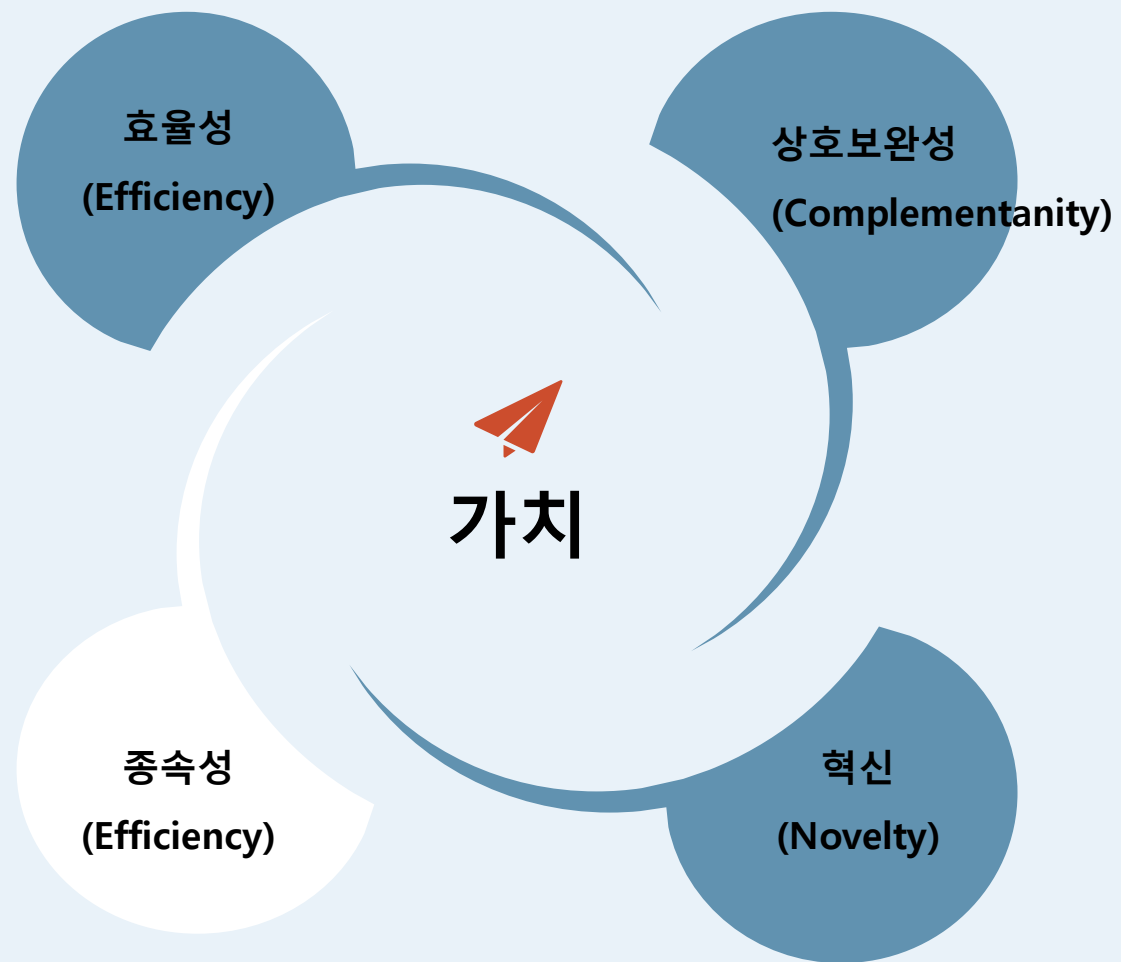 효율성
(Efficiency)
상호보완성
(Complementanity)
가치
종속성
(Efficiency)
혁신
(Novelty)